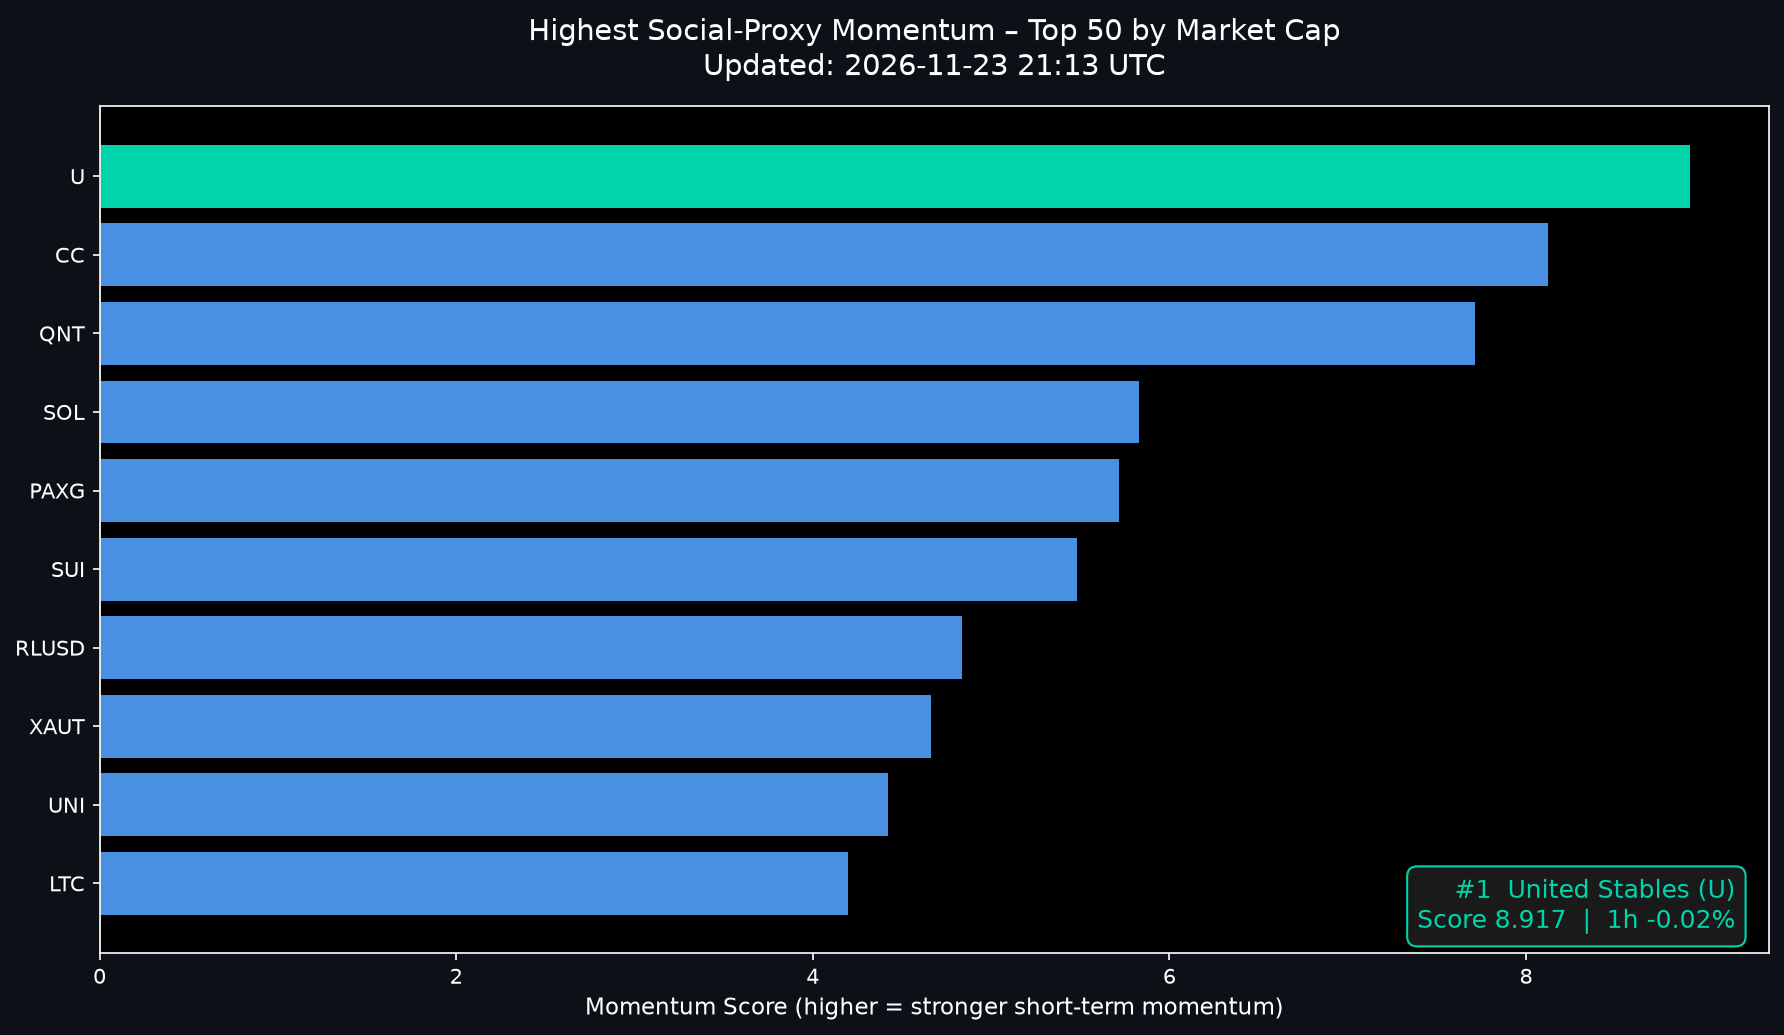 Highest Social-Proxy Momentum – Top 50 by Market Cap
Updated: 2026-11-23 21:13 UTC
U
CC
QNT
SOL
PAXG
SUI
RLUSD
XAUT
UNI
LTC
#1  United Stables (U)
Score 8.917  |  1h -0.02%
0 2 4 6 8
Momentum Score (higher = stronger short-term momentum)